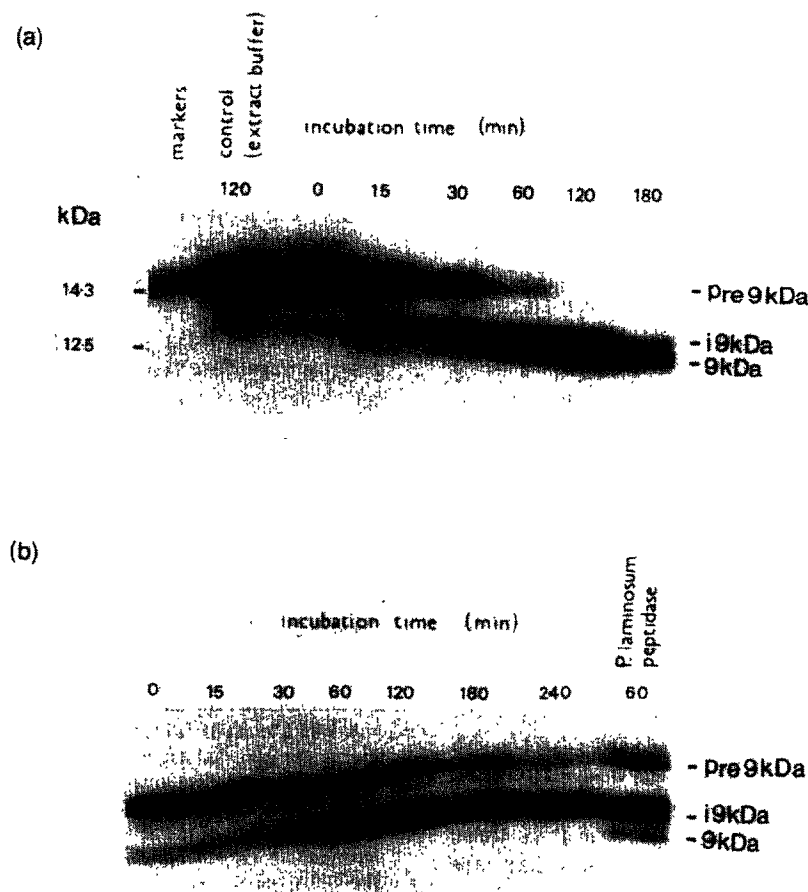 (a)
markers
control
(extract buffer)
incubation time (min)
120 0 15 30 60 120 180
kDa
14·3
12·5
- pre 9kDa
- i9kDa
- 9kDa
(b)
incubation time (min)
P. laminosum
peptidase
0 15 30 60 120 180 240 60
- pre 9kDa
- i9kDa
- 9kDa